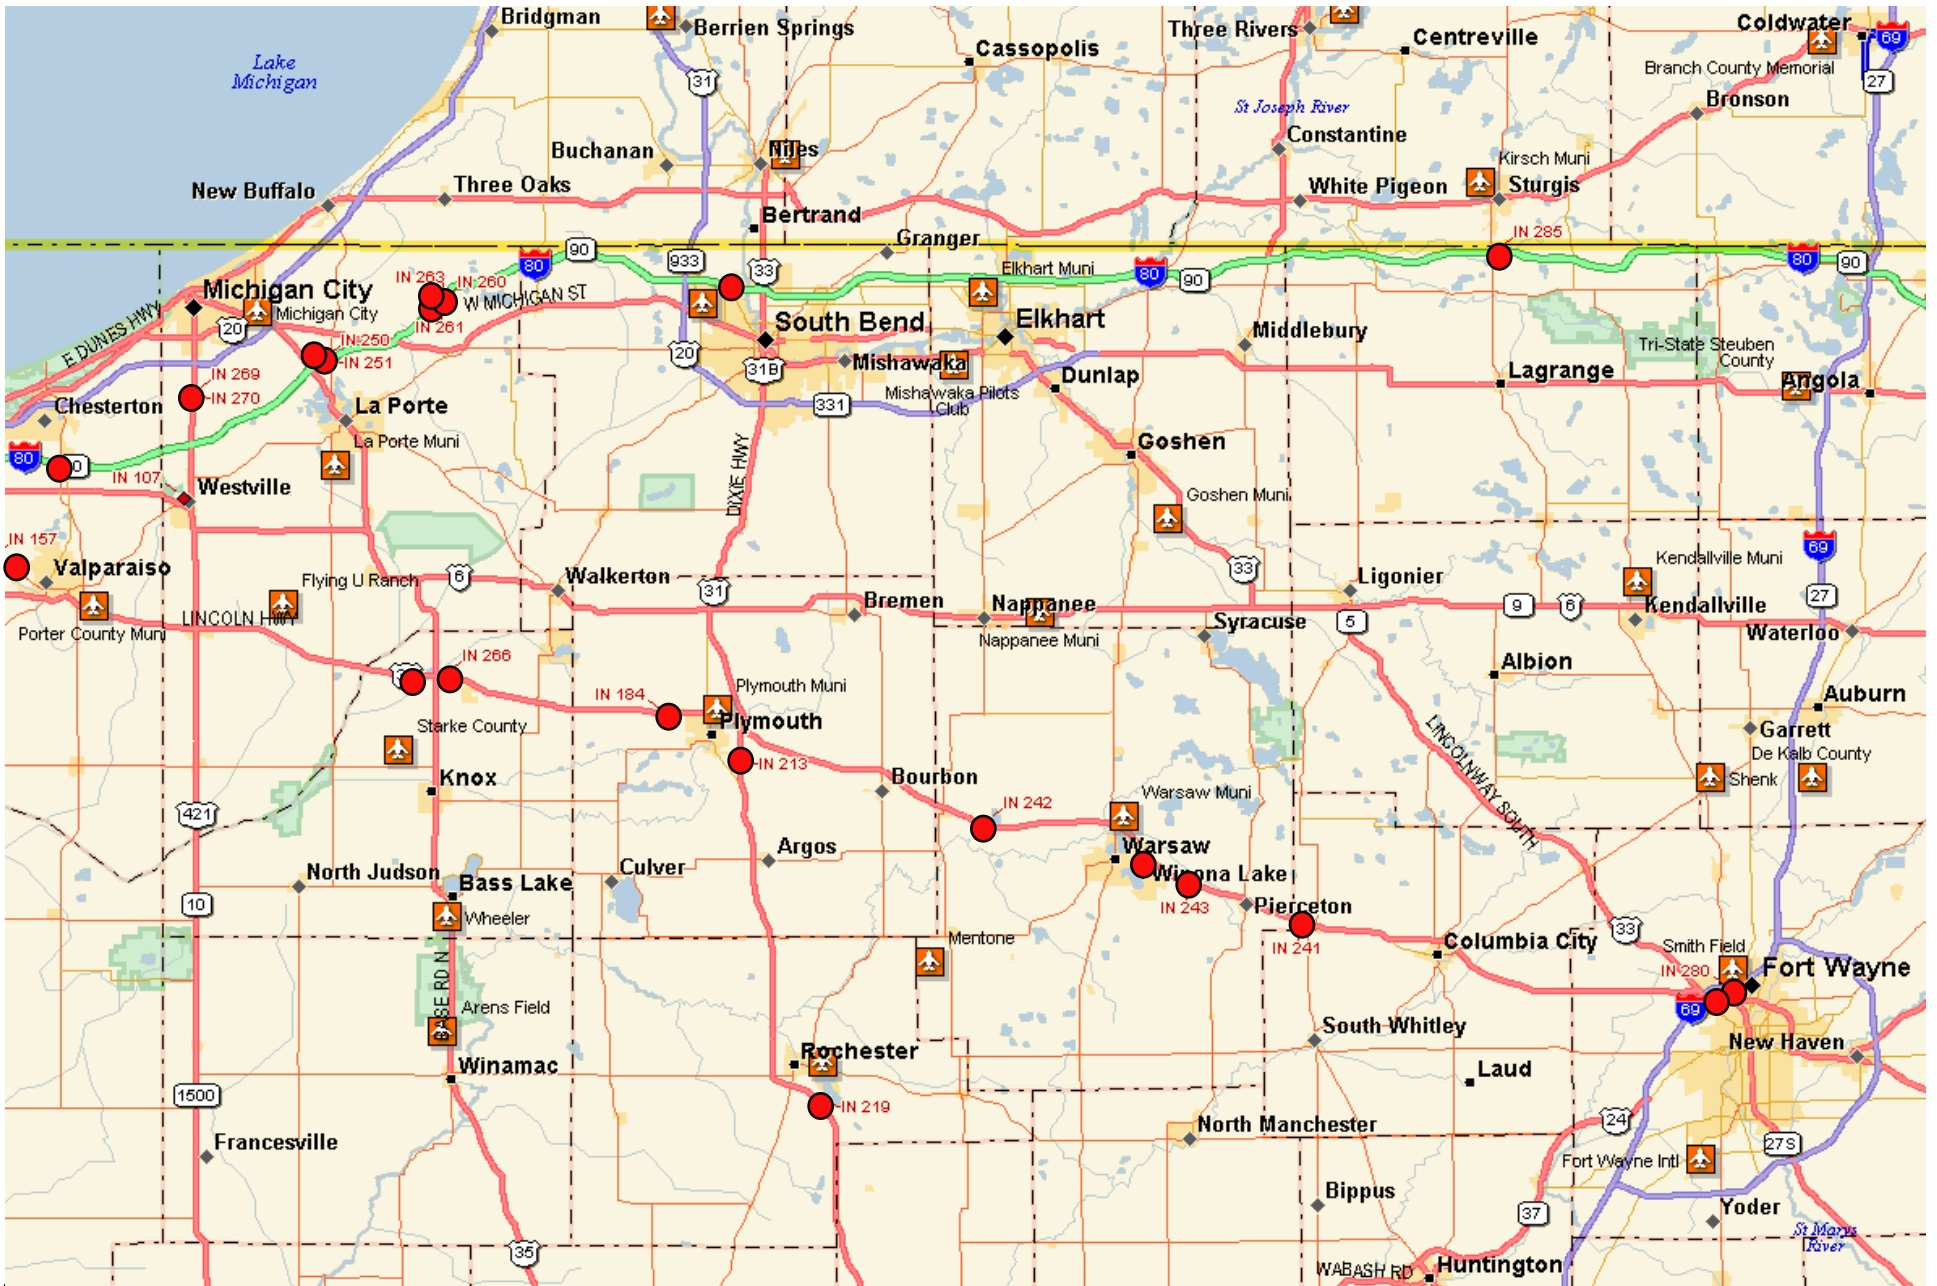 Bridgman
Berrien Springs
Three Rivers
Centreville
Coldwater
69
Lake
Michigan
Cassopolis
Branch County Memorial
31
27
Bronson
St Joseph River
Constantine
Buchanan
Niles
Kirsch Muni
New Buffalo
Three Oaks
White Pigeon
Sturgis
Bertrand
IN 285
Granger
90
80
933
33
Elkhart Muni
80
90
80
90
IN 263
IN 260
Michigan City
W MICHIGAN ST
Michigan City
E DUNES HWY
20
IN 261
South Bend
Elkhart
Middlebury
IN 250
IN 251
20
Mishawaka
Tri-State Steuben
County
31B
IN 269
IN 270
Dunlap
Lagrange
Angola
Mishawaka Pilots
Club
Chesterton
La Porte
331
La Porte Muni
Goshen
80
IN 107
Westville
DIXIE HWY
Goshen Muni
IN 157
69
Valparaiso
Flying U Ranch
6
Walkerton
31
33
Ligonier
Kendallville Muni
27
LINCOLN HWY
Bremen
Nappanee
9
6
Kendallville
Porter County Muni
Nappanee Muni
Syracuse
5
Waterloo
IN 266
Albion
IN 184
Plymouth Muni
Plymouth
Auburn
Starke County
LINCOLNWAY SOUTH
Garrett
De Kalb County
IN 213
Knox
Bourbon
Shenk
Warsaw Muni
IN 242
421
Argos
Warsaw
North Judson
Bass Lake
Culver
Winona Lake
10
Wheeler
IN 243
Pierceton
33
Mentone
IN 241
Columbia City
Smith Field
IN 280
Fort Wayne
BASE RD N
Arens Field
69
South Whitley
New Haven
Rochester
Winamac
Laud
1500
IN 219
24
North Manchester
Francesville
27S
Fort Wayne Intl
Bippus
37
Yoder
St Marys
River
35
WABASH RD
Huntington